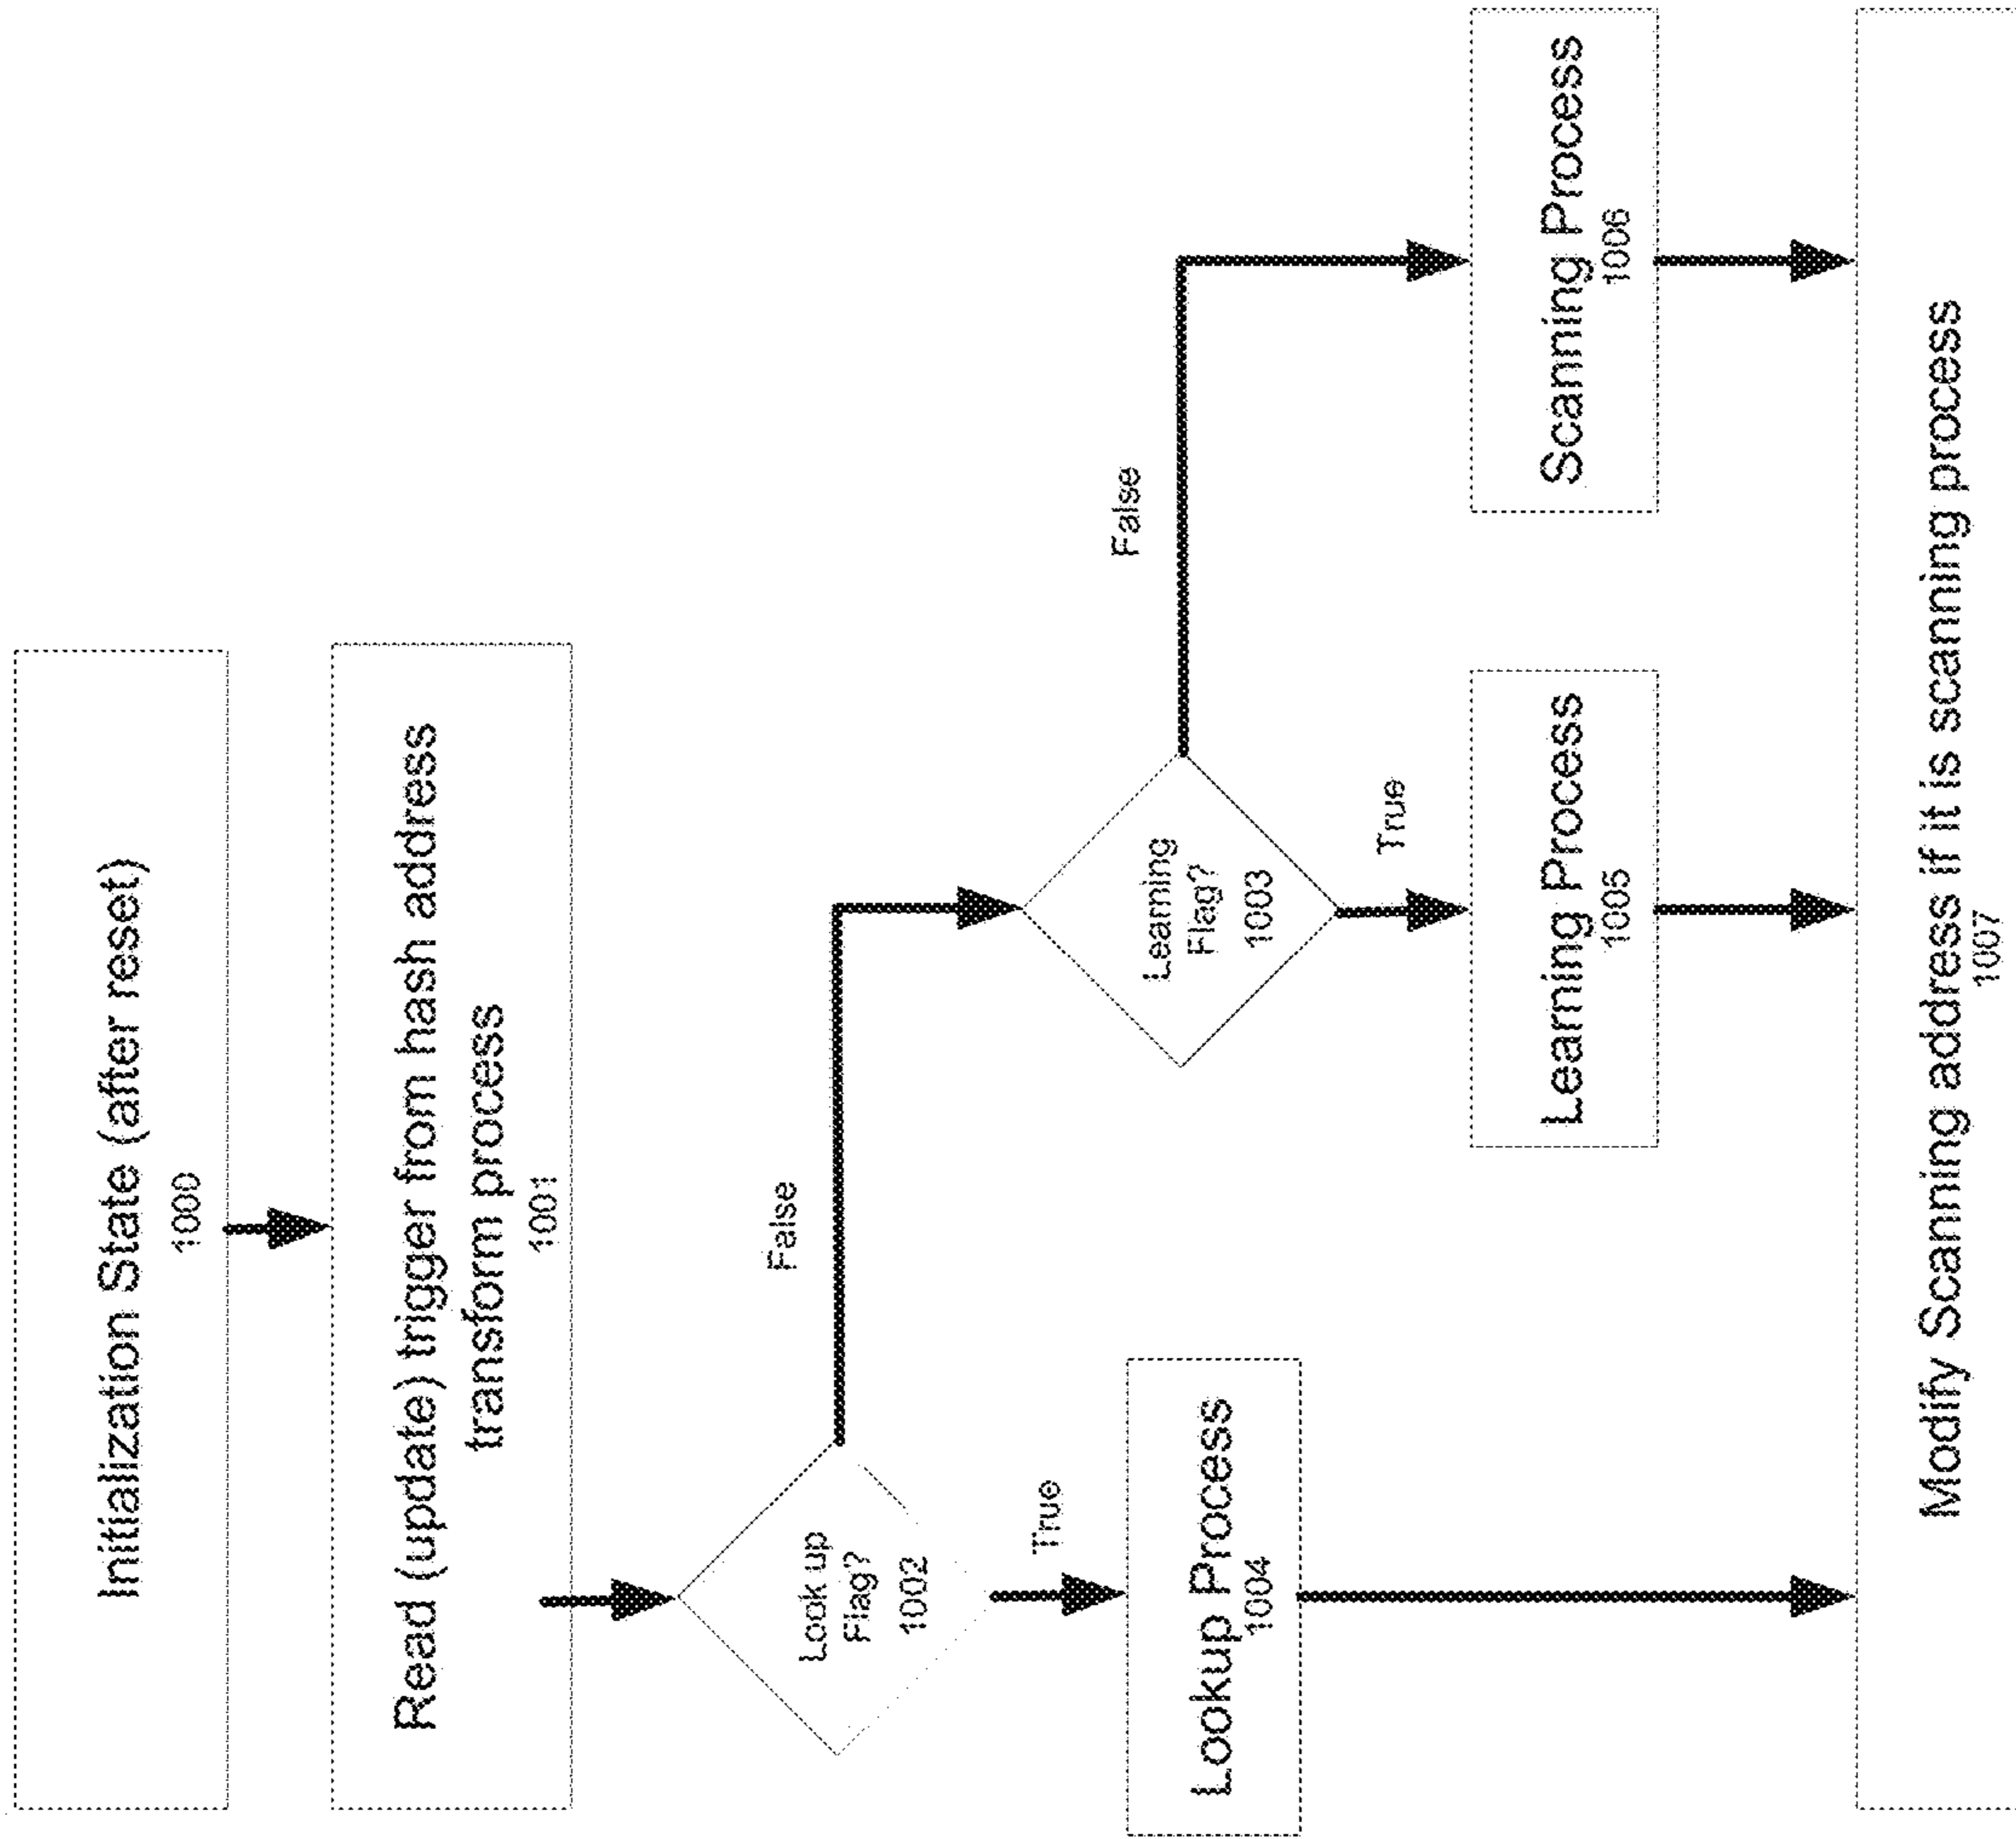 Initialization State (after reset)
1000
Read (update) trigger from hash address
transform process
1001
Look up
Flag?
1002
False
True
Learning
Flag?
1003
False
True
Lookup Process
1004
Learning Process
1005
Scanning Process
1006
Modify Scanning address if it is scanning process
1007